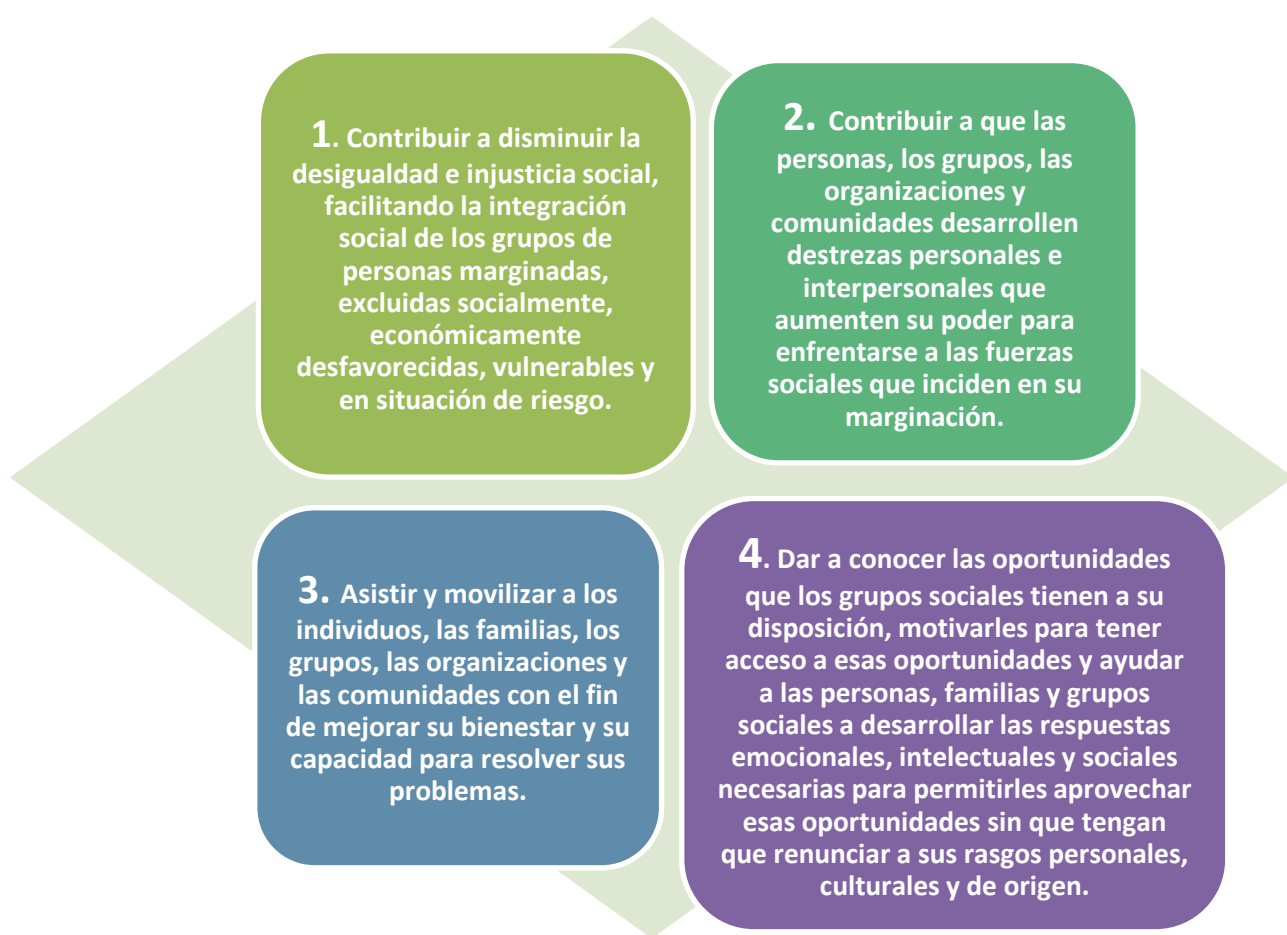 1. Contribuir a disminuir la
desigualdad e injusticia social,
facilitando la integración
social de los grupos de
personas marginadas,
excluidas socialmente,
económicamente
desfavorecidas, vulnerables y
en situación de riesgo.
2. Contribuir a que las
personas, los grupos, las
organizaciones y
comunidades desarrollen
destrezas personales e
interpersonales que
aumenten su poder para
enfrentarse a las fuerzas
sociales que inciden en su
marginación.
3. Asistir y movilizar a los
individuos, las familias, los
grupos, las organizaciones y
las comunidades con el fin
de mejorar su bienestar y su
capacidad para resolver sus
problemas.
4. Dar a conocer las oportunidades
que los grupos sociales tienen a su
disposición, motivarles para tener
acceso a esas oportunidades y ayudar
a las personas, familias y grupos
sociales a desarrollar las respuestas
emocionales, intelectuales y sociales
necesarias para permitirles aprovechar
esas oportunidades sin que tengan
que renunciar a sus rasgos personales,
culturales y de origen.